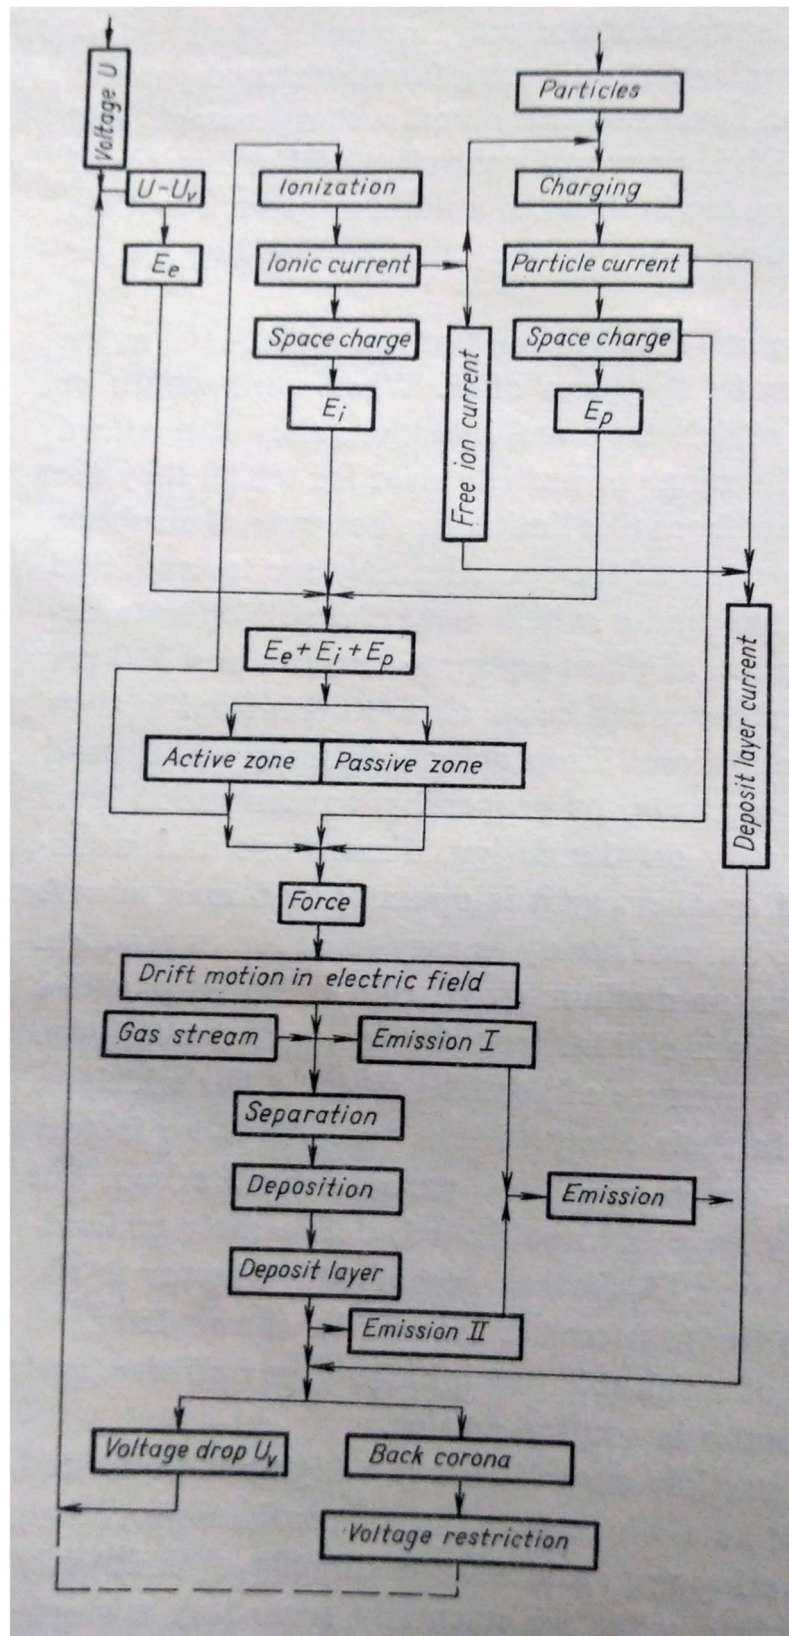 Voltage U
Particles
U-Uᵥ
Ionization
Charging
Eₑ
Ionic current
Particle current
Space charge
Space charge
Eᵢ
Eₚ
Free ion current
Eₑ+Eᵢ+Eₚ
Active zone
Passive zone
Deposit layer current
Force
Drift motion in electric field
Gas stream
Emission I
Separation
Deposition
Emission
Deposit layer
Emission II
Voltage drop Uᵥ
Back corona
Voltage restriction